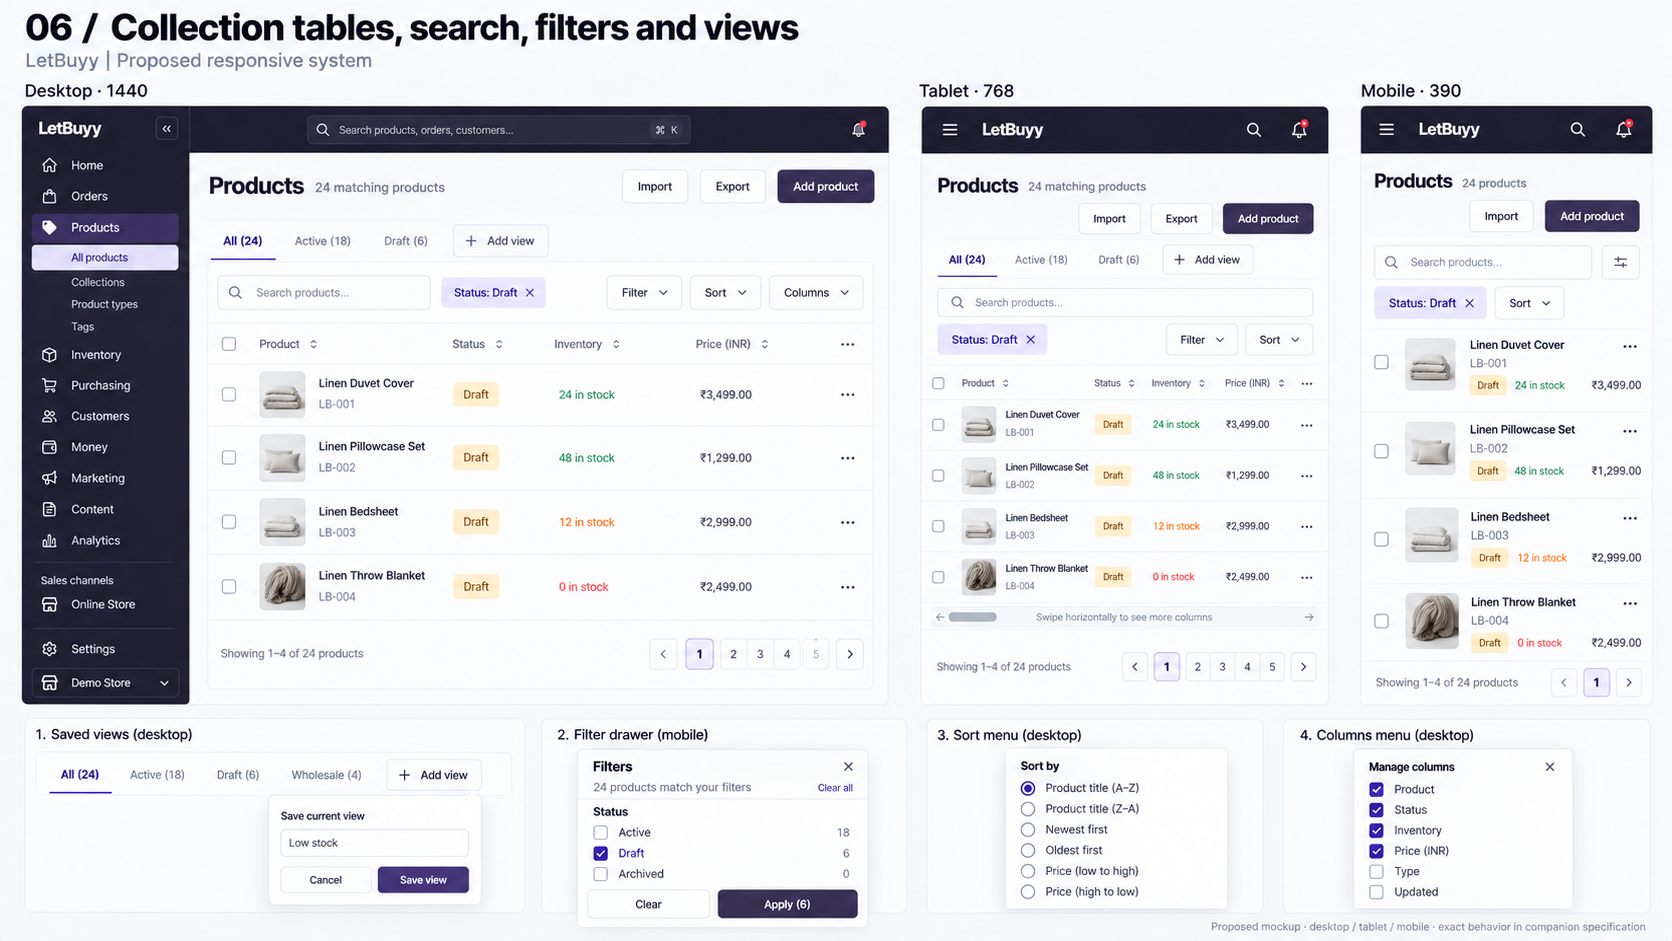 06 / Collection tables, search, filters and views
LetBuyy | Proposed responsive system
Desktop · 1440
LetBuyy
Search products, orders, customers...
⌘ K
Home
Orders
Products
All products
Collections
Product types
Tags
Inventory
Purchasing
Customers
Money
Marketing
Content
Analytics
Sales channels
Online Store
Settings
Demo Store
Products 24 matching products
Import Export Add product
All (24) Active (18) Draft (6) + Add view
Search products... Status: Draft × Filter Sort Columns
Product Status Inventory Price (INR)
Linen Duvet Cover
LB-001
Draft 24 in stock ₹3,499.00
Linen Pillowcase Set
LB-002
Draft 48 in stock ₹1,299.00
Linen Bedsheet
LB-003
Draft 12 in stock ₹2,999.00
Linen Throw Blanket
LB-004
Draft 0 in stock ₹2,499.00
Showing 1–4 of 24 products 1 2 3 4 5
Tablet · 768
LetBuyy
Products 24 matching products
Import Export Add product
All (24) Active (18) Draft (6) + Add view
Search products...
Status: Draft × Filter Sort
Product Status Inventory Price (INR)
Linen Duvet Cover
LB-001
Draft 24 in stock ₹3,499.00
Linen Pillowcase Set
LB-002
Draft 48 in stock ₹1,299.00
Linen Bedsheet
LB-003
Draft 12 in stock ₹2,999.00
Linen Throw Blanket
LB-004
Draft 0 in stock ₹2,499.00
Swipe horizontally to see more columns
Showing 1–4 of 24 products 1 2 3 4 5
Mobile · 390
LetBuyy
Products 24 products
Import Add product
Search products...
Status: Draft × Sort
Linen Duvet Cover
LB-001
Draft 24 in stock ₹3,499.00
Linen Pillowcase Set
LB-002
Draft 48 in stock ₹1,299.00
Linen Bedsheet
LB-003
Draft 12 in stock ₹2,999.00
Linen Throw Blanket
LB-004
Draft 0 in stock ₹2,499.00
Showing 1–4 of 24 products 1
1. Saved views (desktop)
All (24) Active (18) Draft (6) Wholesale (4) + Add view
Save current view
Low stock
Cancel Save view
2. Filter drawer (mobile)
Filters
24 products match your filters Clear all
Status
Active 18
Draft 6
Archived 0
Clear Apply (6)
3. Sort menu (desktop)
Sort by
Product title (A–Z)
Product title (Z–A)
Newest first
Oldest first
Price (low to high)
Price (high to low)
4. Columns menu (desktop)
Manage columns
Product
Status
Inventory
Price (INR)
Type
Updated
Proposed mockup · desktop / tablet / mobile · exact behavior in companion specification